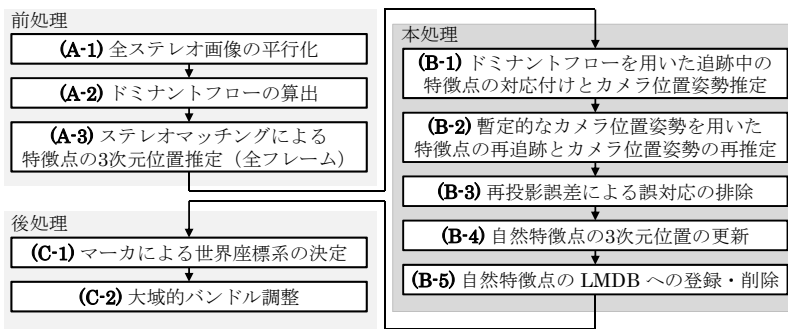 前処理
(A-1) 全ステレオ画像の平行化
(A-2) ドミナントフローの算出
(A-3) ステレオマッチングによる
特徴点の3次元位置推定（全フレーム）
本処理
(B-1) ドミナントフローを用いた追跡中の
特徴点の対応付けとカメラ位置姿勢推定
(B-2) 暫定的なカメラ位置姿勢を用いた
特徴点の再追跡とカメラ位置姿勢の再推定
(B-3) 再投影誤差による誤対応の排除
(B-4) 自然特徴点の3次元位置の更新
(B-5) 自然特徴点の LMDB への登録・削除
後処理
(C-1) マーカによる世界座標系の決定
(C-2) 大域的バンドル調整